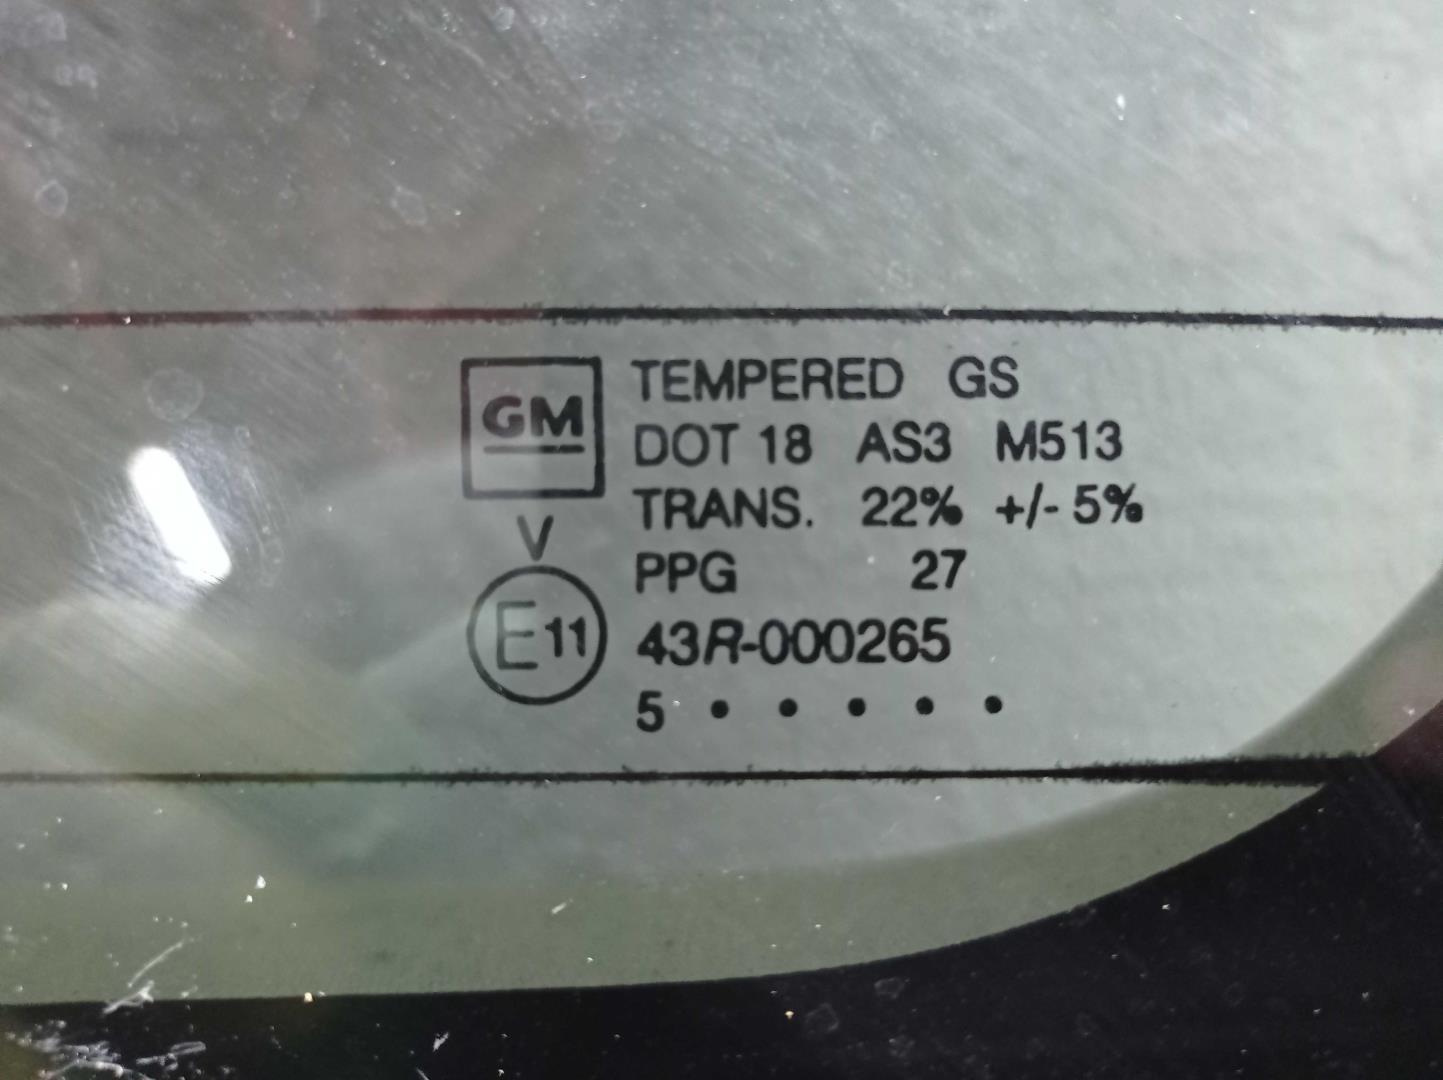 GM
TEMPERED GS
DOT 18 AS3 M513
TRANS. 22% +/- 5%
V
PPG 27
E11
43R-000265
5 • • • • •